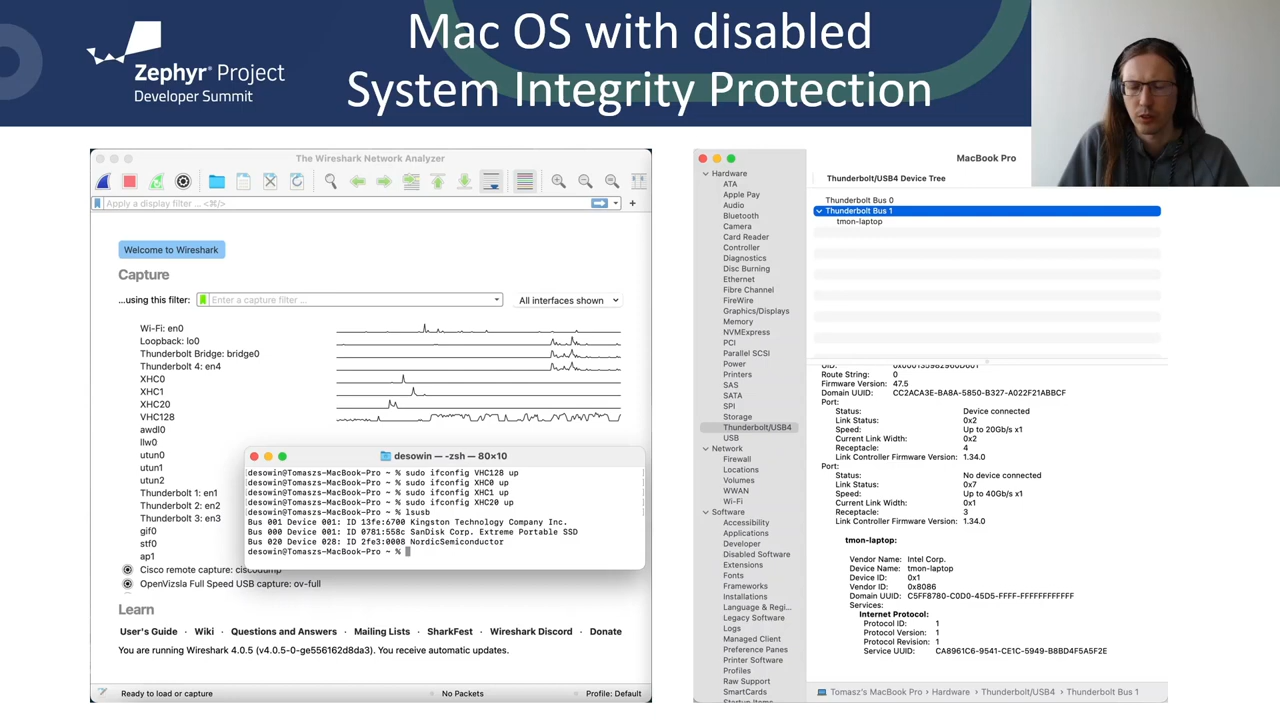 Mac OS with disabled
System Integrity Protection
Zephyr® Project
Developer Summit
The Wireshark Network Analyzer
Apply a display filter ... <⌘/>
Welcome to Wireshark
Capture
...using this filter: Enter a capture filter ... All interfaces shown
Wi-Fi: en0
Loopback: lo0
Thunderbolt Bridge: bridge0
Thunderbolt 4: en4
XHC0
XHC1
XHC20
VHC128
awdl0
llw0
utun0
utun1
utun2
Thunderbolt 1: en1
Thunderbolt 2: en2
Thunderbolt 3: en3
gif0
stf0
ap1
Cisco remote capture: ciscodump
OpenVizsla Full Speed USB capture: ov-full
desowin — -zsh — 80×10
desowin@Tomaszs-MacBook-Pro ~ % sudo ifconfig VHC128 up
desowin@Tomaszs-MacBook-Pro ~ % sudo ifconfig XHC0 up
desowin@Tomaszs-MacBook-Pro ~ % sudo ifconfig XHC1 up
desowin@Tomaszs-MacBook-Pro ~ % sudo ifconfig XHC20 up
desowin@Tomaszs-MacBook-Pro ~ % lsusb
Bus 001 Device 001: ID 13fe:6700 Kingston Technology Company Inc.
Bus 000 Device 001: ID 0781:558c SanDisk Corp. Extreme Portable SSD
Bus 020 Device 028: ID 2fe3:0008 NordicSemiconductor
desowin@Tomaszs-MacBook-Pro ~ %
Learn
User's Guide · Wiki · Questions and Answers · Mailing Lists · SharkFest · Wireshark Discord · Donate
You are running Wireshark 4.0.5 (v4.0.5-0-ge556162d8da3). You receive automatic updates.
Ready to load or capture No Packets Profile: Default
MacBook Pro
Hardware
ATA
Apple Pay
Audio
Bluetooth
Camera
Card Reader
Controller
Diagnostics
Disc Burning
Ethernet
Fibre Channel
FireWire
Graphics/Displays
Memory
NVMExpress
PCI
Parallel SCSI
Power
Printers
SAS
SATA
SPI
Storage
Thunderbolt/USB4
USB
Network
Firewall
Locations
Volumes
WWAN
Wi-Fi
Software
Accessibility
Applications
Developer
Disabled Software
Extensions
Fonts
Frameworks
Installations
Language & Regi...
Legacy Software
Logs
Managed Client
Preference Panes
Printer Software
Profiles
Raw Support
SmartCards
Startup Items
Thunderbolt/USB4 Device Tree
Thunderbolt Bus 0
Thunderbolt Bus 1
tmon-laptop
Route String: 0
Firmware Version: 47.5
Domain UUID: CC2ACA3E-BA8A-5850-B327-A022F21ABBCF
Port:
Status: Device connected
Link Status: 0x2
Speed: Up to 20Gb/s x1
Current Link Width: 0x2
Receptacle: 4
Link Controller Firmware Version: 1.34.0
Port:
Status: No device connected
Link Status: 0x7
Speed: Up to 40Gb/s x1
Current Link Width: 0x1
Receptacle: 3
Link Controller Firmware Version: 1.34.0
tmon-laptop:
Vendor Name: Intel Corp.
Device Name: tmon-laptop
Device ID: 0x1
Vendor ID: 0x8086
Domain UUID: C5FF8780-C0D0-45D5-FFFF-FFFFFFFFFFFF
Services:
Internet Protocol:
Protocol ID: 1
Protocol Version: 1
Protocol Revision: 1
Service UUID: CA8961C6-9541-CE1C-5949-B8BD4F5A5F2E
Tomasz's MacBook Pro › Hardware › Thunderbolt/USB4 › Thunderbolt Bus 1